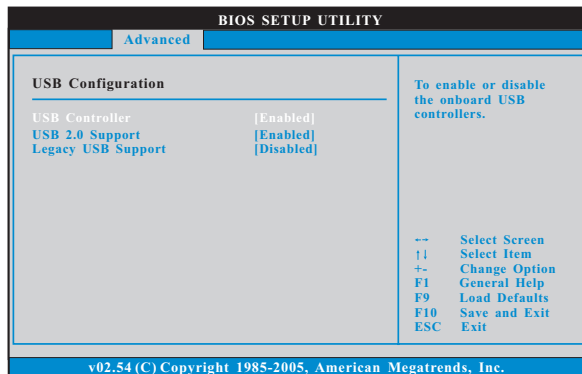 BIOS SETUP UTILITY
Advanced
USB Configuration
USB Controller [Enabled]
USB 2.0 Support [Enabled]
Legacy USB Support [Disabled]
To enable or disable
the onboard USB
controllers.
←→ Select Screen
↑↓ Select Item
+- Change Option
F1 General Help
F9 Load Defaults
F10 Save and Exit
ESC Exit
v02.54 (C) Copyright 1985-2005, American Megatrends, Inc.